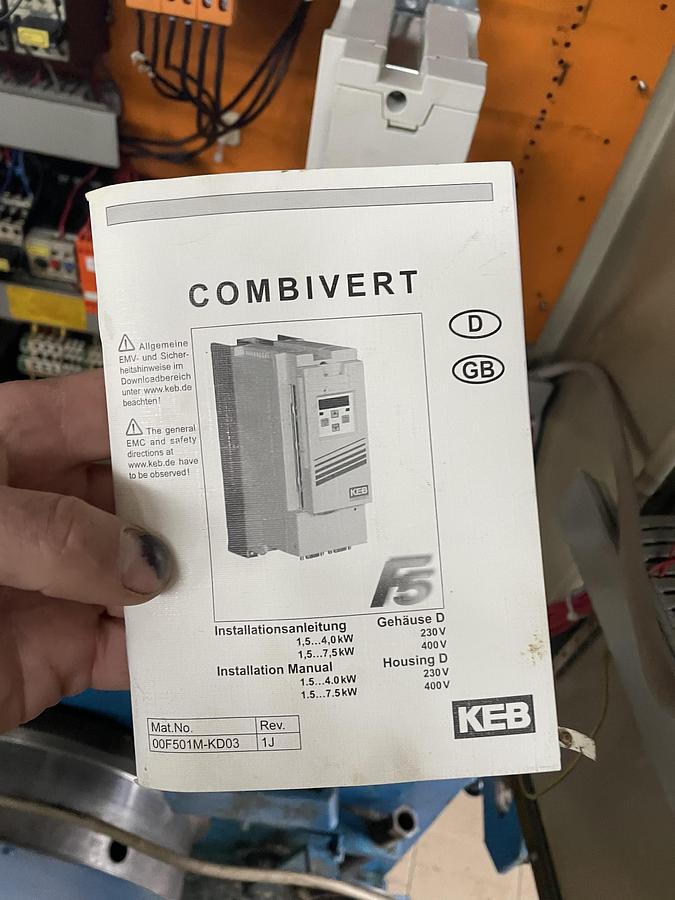 COMBIVERT
D
GB
⚠ Allgemeine
EMV- und Sicher-
heitshinweise im
Downloadbereich
unter www.keb.de
beachten!
⚠ The general
EMC and safety
directions at
www.keb.de have
to be observed!
KEB
F5
Installationsanleitung Gehäuse D
1,5...4,0 kW 230 V
1,5...7,5 kW 400 V
Installation Manual Housing D
1.5...4.0 kW 230 V
1.5...7.5 kW 400 V
KEB
Mat.No. Rev.
00F501M-KD03 1J